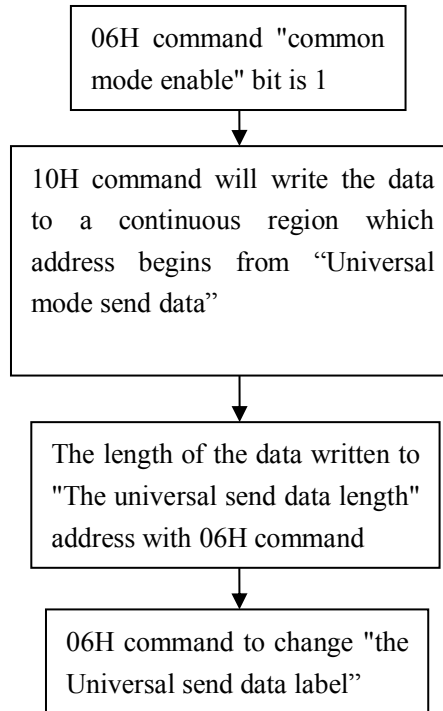 06H command "common
mode enable" bit is 1
10H command will write the data
to a continuous region which
address begins from “Universal
mode send data”
The length of the data written to
"The universal send data length"
address with 06H command
06H command to change "the
Universal send data label”